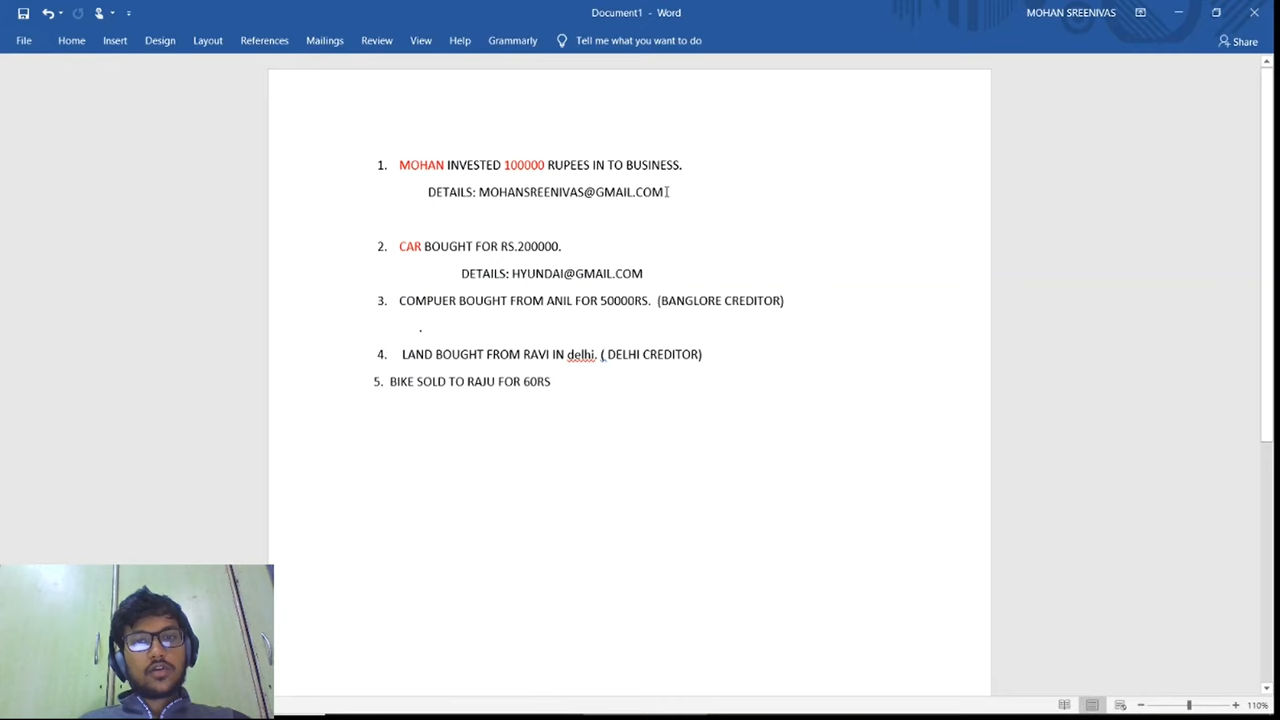 Document1 - Word
MOHAN SREENIVAS
File Home Insert Design Layout References Mailings Review View Help Grammarly Tell me what you want to do Share
1. MOHAN INVESTED 100000 RUPEES IN TO BUSINESS.
DETAILS: MOHANSREENIVAS@GMAIL.COM
2. CAR BOUGHT FOR RS.200000.
DETAILS: HYUNDAI@GMAIL.COM
3. COMPUER BOUGHT FROM ANIL FOR 50000RS. (BANGLORE CREDITOR)
.
4. LAND BOUGHT FROM RAVI IN delhi. ( DELHI CREDITOR)
5. BIKE SOLD TO RAJU FOR 60RS
110%